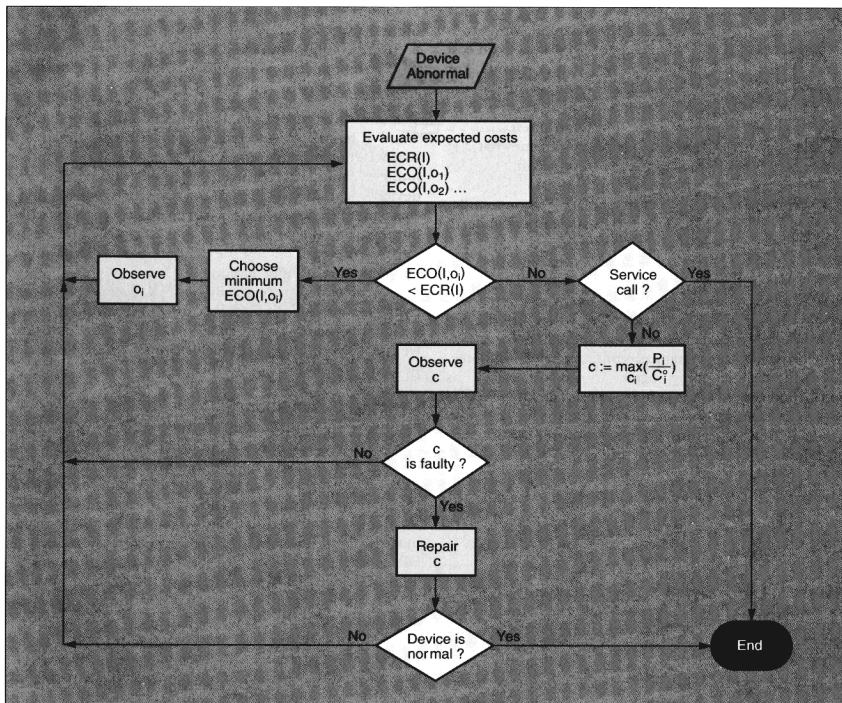 Device
Abnormal
Evaluate expected costs
ECR(I)
ECO(I,o₁)
ECO(I,o₂) ...
ECO(I,oᵢ)
< ECR(I)
Yes
No
Choose
minimum
ECO(I,oᵢ)
Observe
oᵢ
Service
call ?
Yes
No
c := max(Pᵢ/Cᵢᵒ)
cᵢ
Observe
c
c
is faulty ?
No
Yes
Repair
c
Device is
normal ?
No
Yes
End